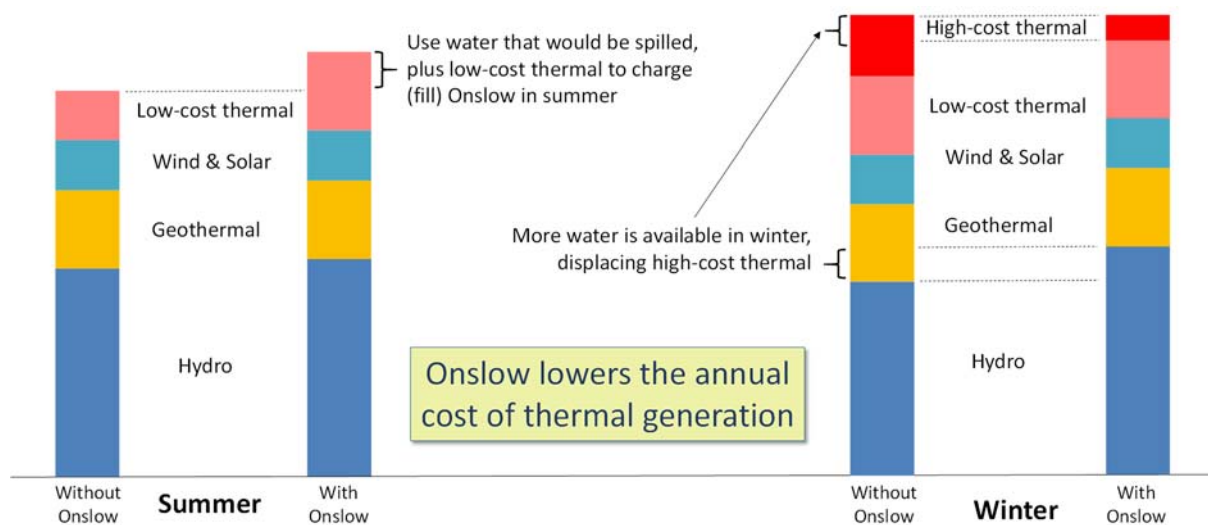 Use water that would be spilled,
plus low-cost thermal to charge
(fill) Onslow in summer
Low-cost thermal
Wind & Solar
Geothermal
Hydro
High-cost thermal
Low-cost thermal
Wind & Solar
Geothermal
More water is available in winter,
displacing high-cost thermal
Hydro
Onslow lowers the annual
cost of thermal generation
Without
Onslow
Summer
With
Onslow
Without
Onslow
Winter
With
Onslow